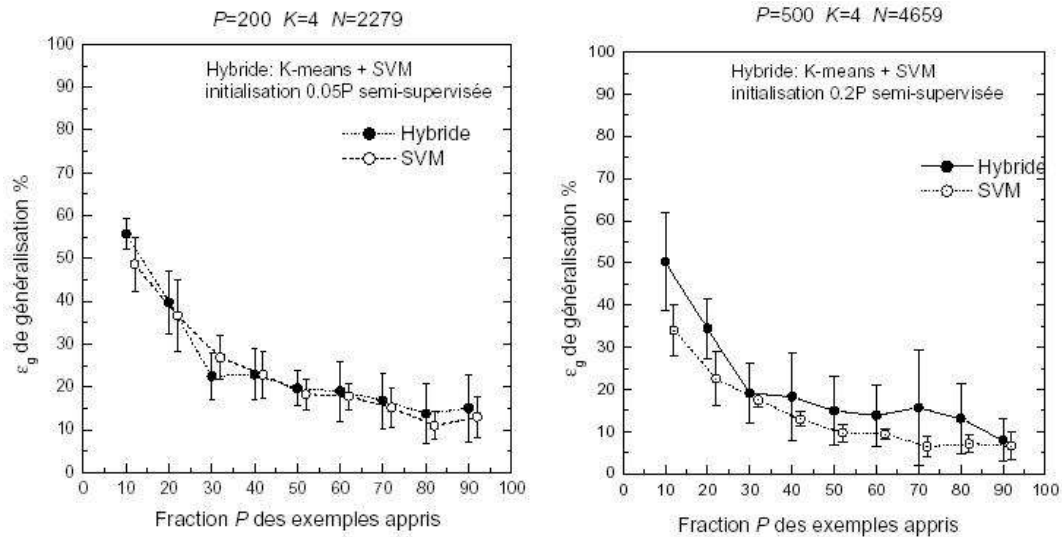 P=200 K=4 N=2279
100
90
80
70
60
50
40
30
20
10
0
ε_g de généralisation %
Hybride: K-means + SVM
initialisation 0.05P semi-supervisée
Hybride
SVM
0 10 20 30 40 50 60 70 80 90 100
Fraction P des exemples appris
P=500 K=4 N=4659
100
90
80
70
60
50
40
30
20
10
0
ε_g de généralisation %
Hybride: K-means + SVM
initialisation 0.2P semi-supervisée
Hybride
SVM
0 10 20 30 40 50 60 70 80 90 100
Fraction P des exemples appris